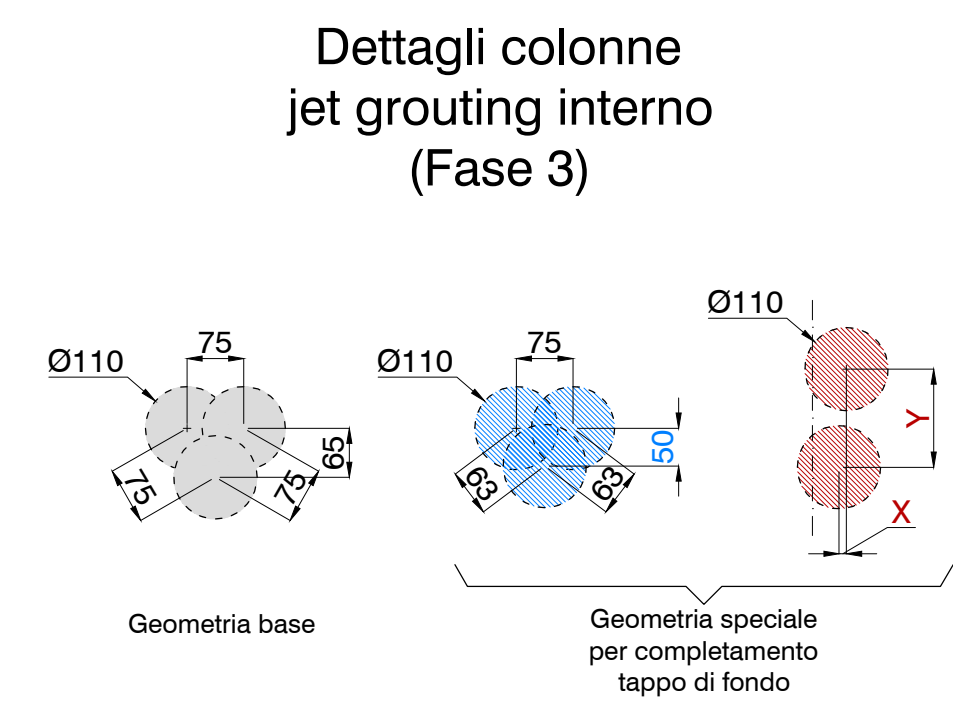 Dettagli colonne
jet grouting interno
(Fase 3)
Ø110
75
65
75
75
Geometria base
Ø110
75
50
63
63
Ø110
Y
X
Geometria speciale
per completamento
tappo di fondo